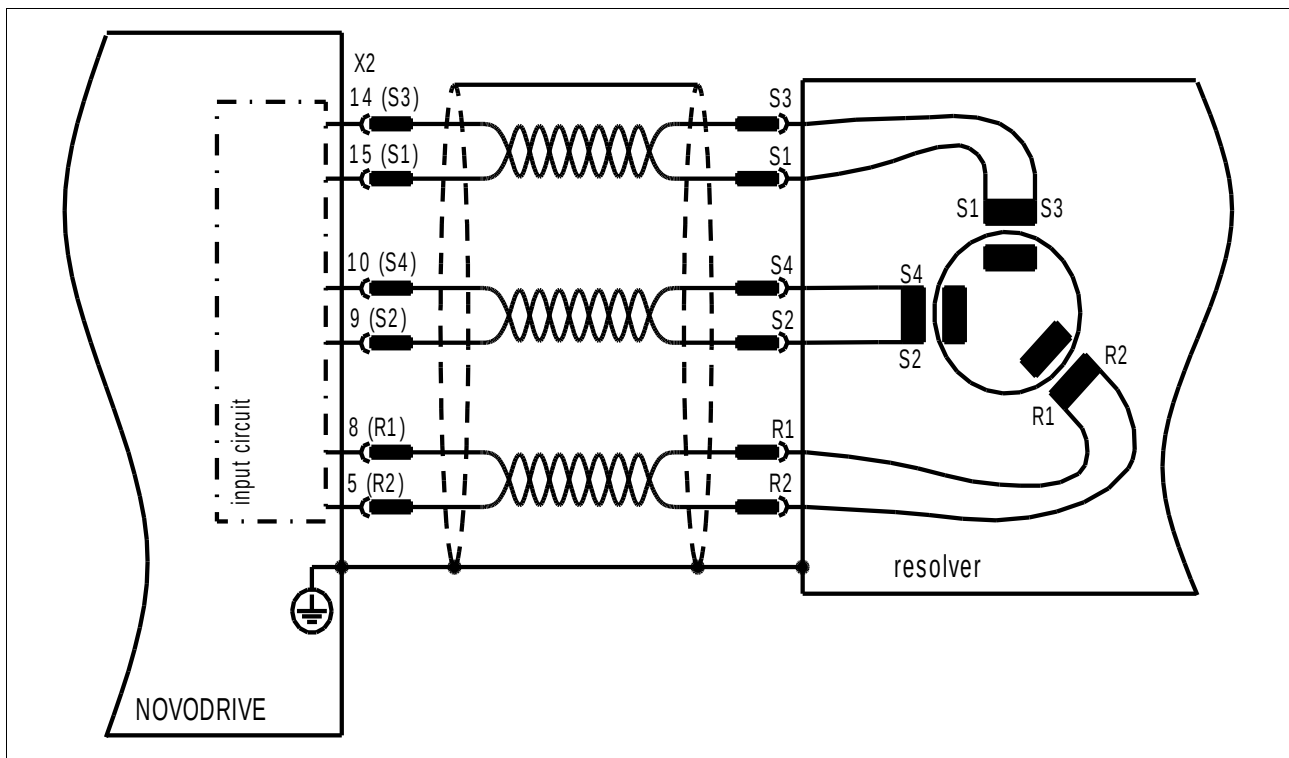 X2
14 (S3)
15 (S1)
10 (S4)
9 (S2)
8 (R1)
5 (R2)
input circuit
NOVODRIVE
S3
S1
S4
S2
R1
R2
S1
S3
S4
S2
R2
R1
resolver